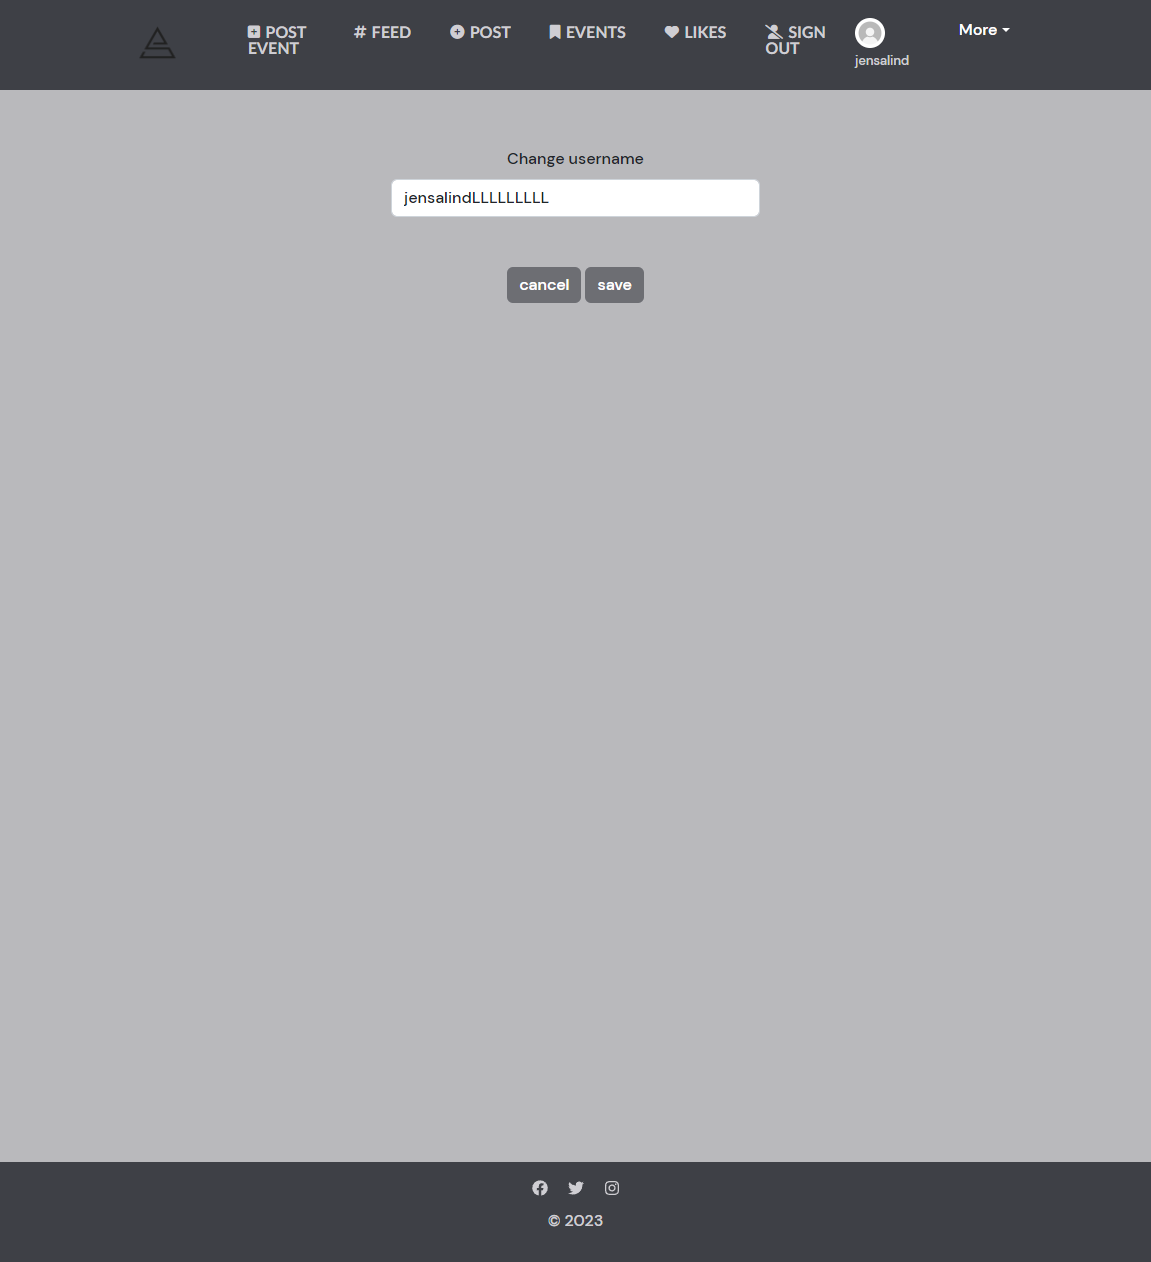 POST EVENT
# FEED
POST
EVENTS
LIKES
SIGN OUT
jensalind
More
Change username
jensalindLLLLLLLLL
cancel
save
© 2023